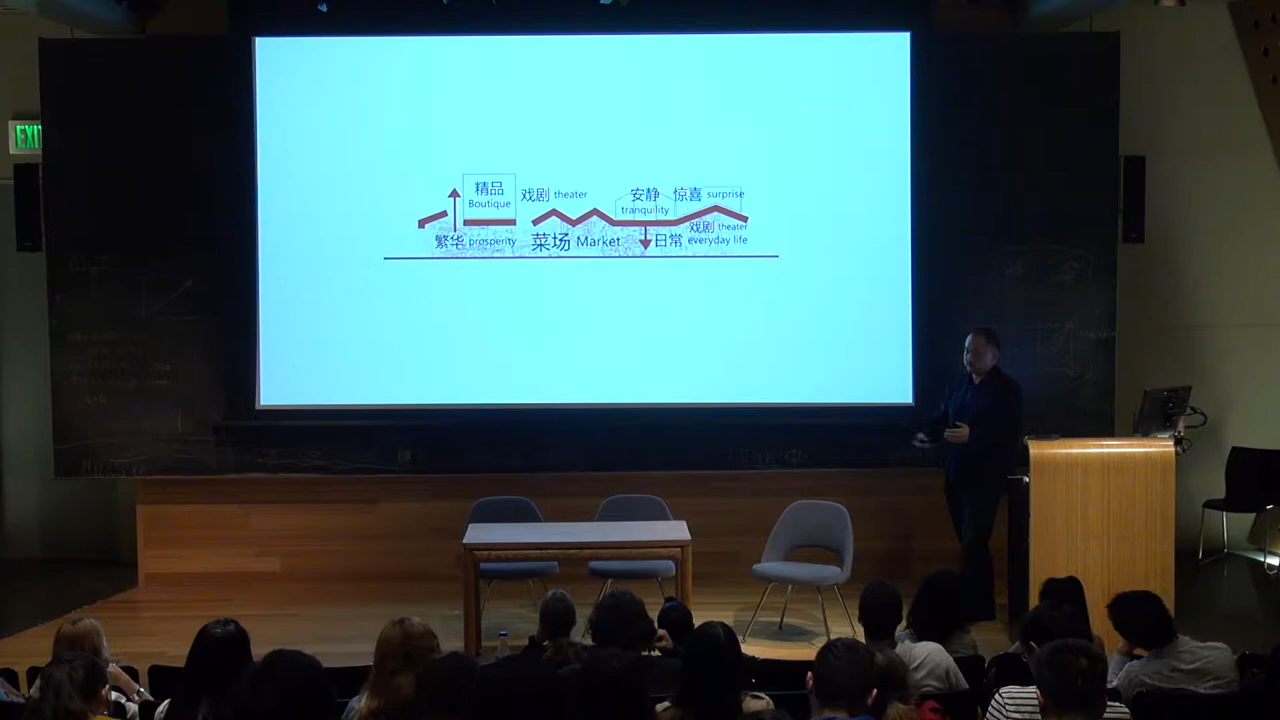 EXIT
精品
Boutique
戏剧 theater
安静
tranquility
惊喜 surprise
繁华 prosperity
菜场 Market
戏剧 theater
日常 everyday life